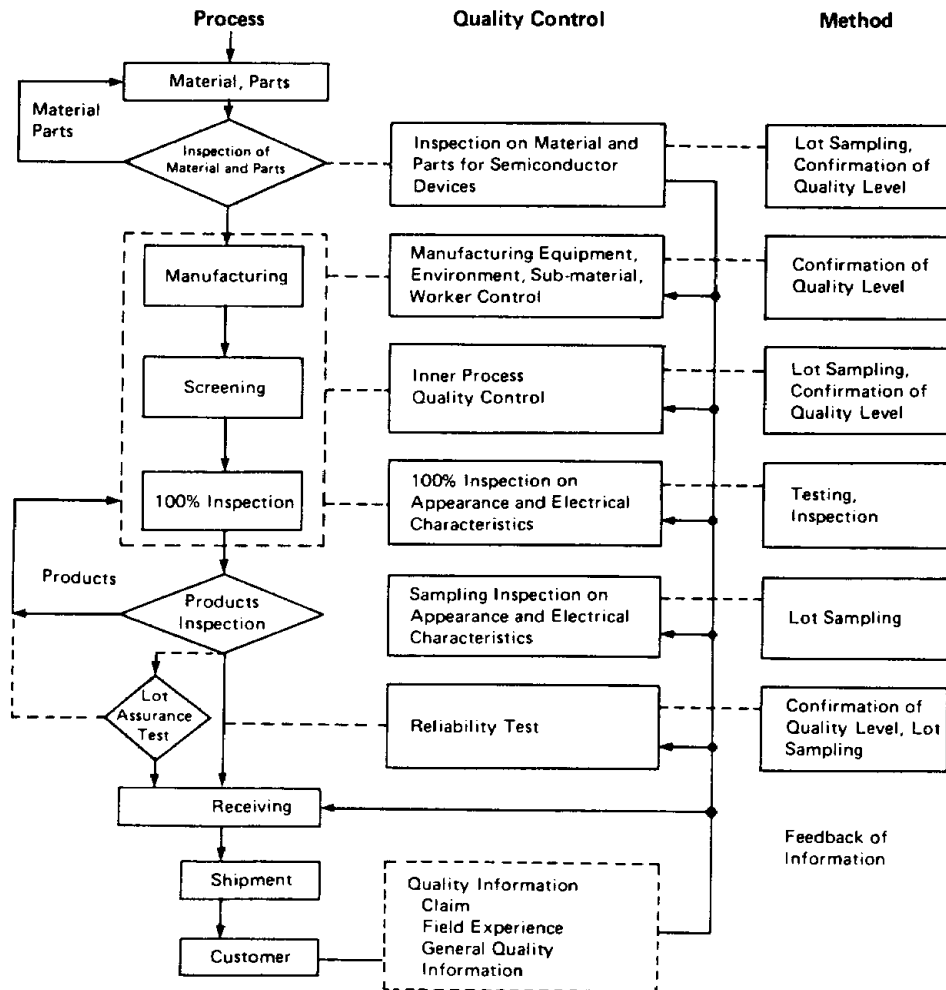 Process
Quality Control
Method
Material, Parts
Material
Parts
Inspection of
Material and Parts
Inspection on Material and
Parts for Semiconductor
Devices
Lot Sampling,
Confirmation of
Quality Level
Manufacturing
Manufacturing Equipment,
Environment, Sub-material,
Worker Control
Confirmation of
Quality Level
Screening
Inner Process
Quality Control
Lot Sampling,
Confirmation of
Quality Level
100% Inspection
100% Inspection on
Appearance and Electrical
Characteristics
Testing,
Inspection
Products
Products
Inspection
Sampling Inspection on
Appearance and Electrical
Characteristics
Lot Sampling
Lot
Assurance
Test
Reliability Test
Confirmation of
Quality Level, Lot
Sampling
Receiving
Feedback of
Information
Shipment
Quality Information
Claim
Field Experience
General Quality
Information
Customer